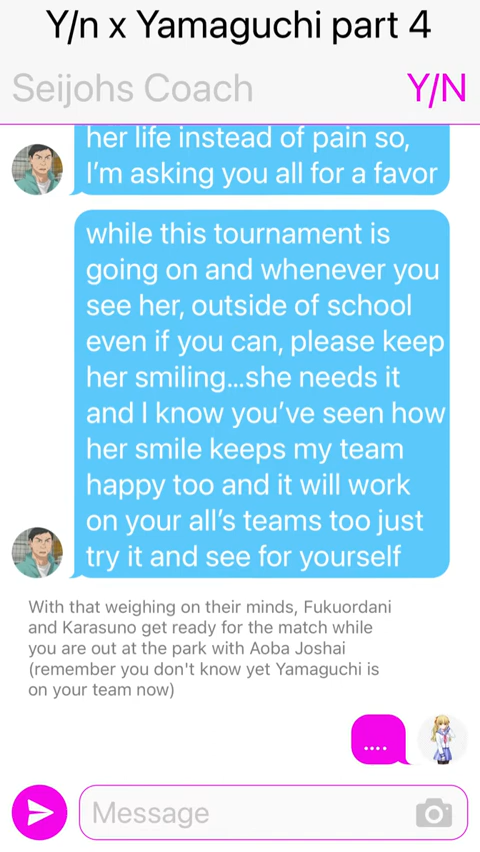 Y/n x Yamaguchi part 4
Seijohs Coach
Y/N
her life instead of pain so,
I'm asking you all for a favor
while this tournament is
going on and whenever you
see her, outside of school
even if you can, please keep
her smiling...she needs it
and I know you've seen how
her smile keeps my team
happy too and it will work
on your all's teams too just
try it and see for yourself
With that weighing on their minds, Fukuordani
and Karasuno get ready for the match while
you are out at the park with Aoba Joshai
(remember you don't know yet Yamaguchi is
on your team now)
....
Message